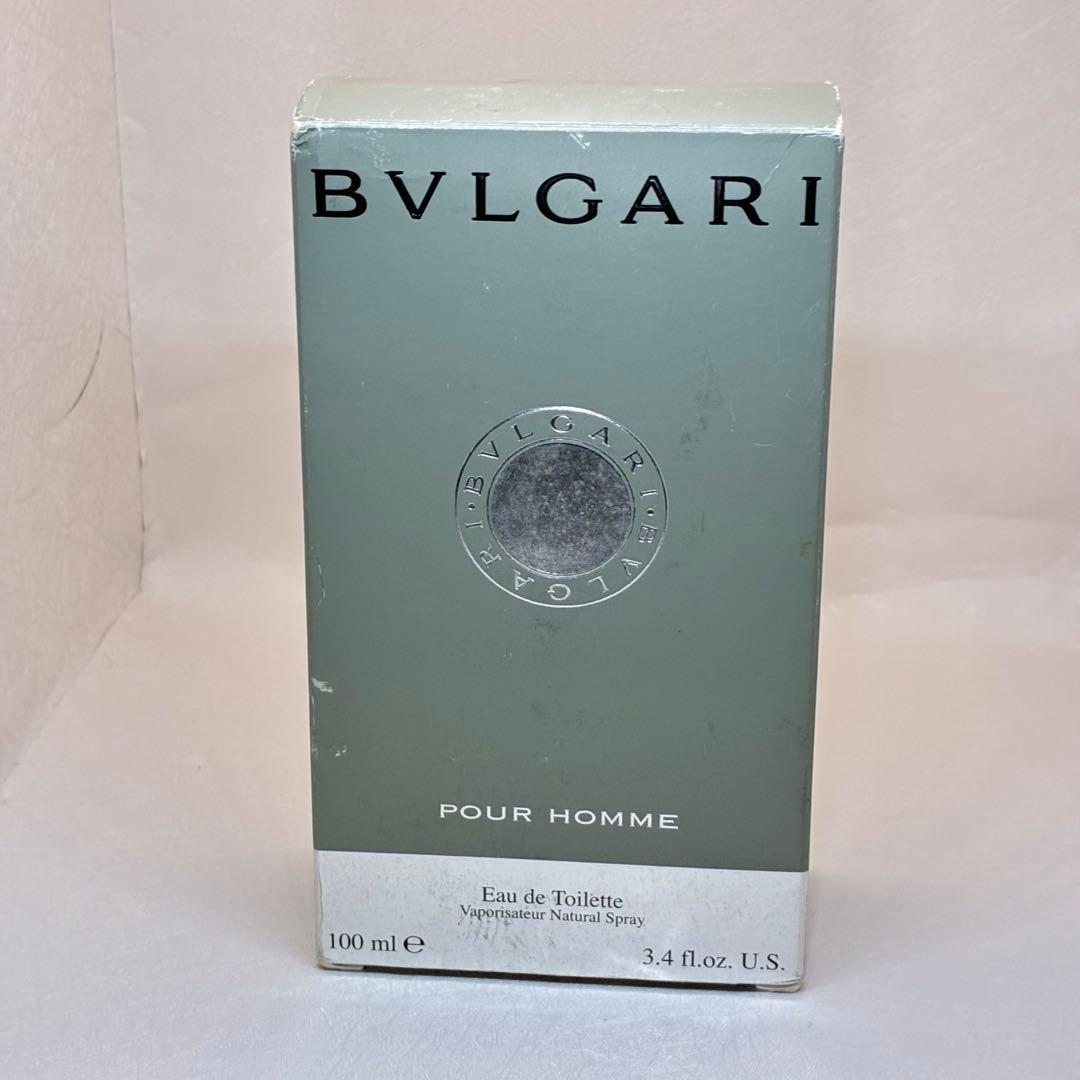 BVLGARI
BVLGARI · BVLGARI ·
POUR HOMME
Eau de Toilette
Vaporisateur Natural Spray
100 ml ℮
3.4 fl.oz. U.S.